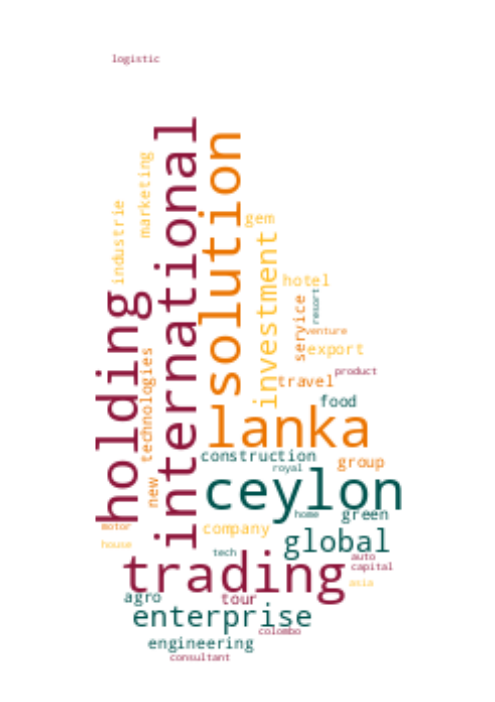 logistic
international
solution
marketing
industrie
gem
investment
hotel
holding
resort
service
venture
export
technologies
product
travel
food
lanka
construction
group
royal
ceylon
new
home
green
motor
company
global
house
tech
auto
capital
trading
asia
agro
tour
enterprise
colombo
engineering
consultant